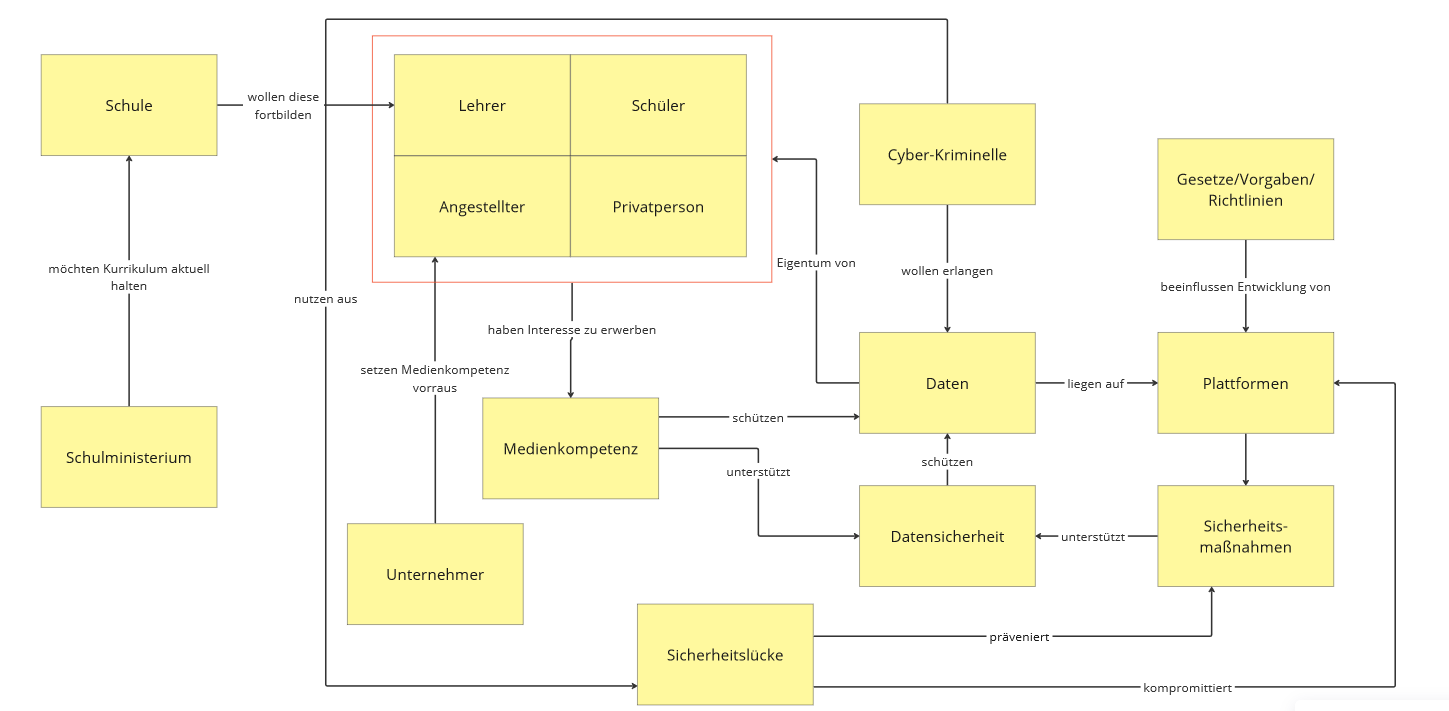 Schule
wollen diese
fortbilden
Lehrer
Schüler
Angestellter
Privatperson
Cyber-Kriminelle
Gesetze/Vorgaben/
Richtlinien
möchten Kurrikulum aktuell
halten
nutzen aus
Eigentum von
wollen erlangen
beeinflussen Entwicklung von
haben Interesse zu erwerben
setzen Medienkompetenz
vorraus
Daten
liegen auf
Plattformen
schützen
Medienkompetenz
unterstützt
schützen
Schulministerium
Datensicherheit
unterstützt
Sicherheits-
maßnahmen
Unternehmer
Sicherheitslücke
präveniert
kompromittiert